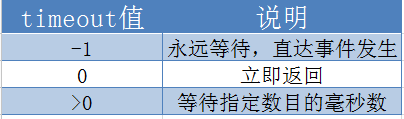 timeout值 说明
-1 永远等待，直达事件发生
0 立即返回
>0 等待指定数目的毫秒数